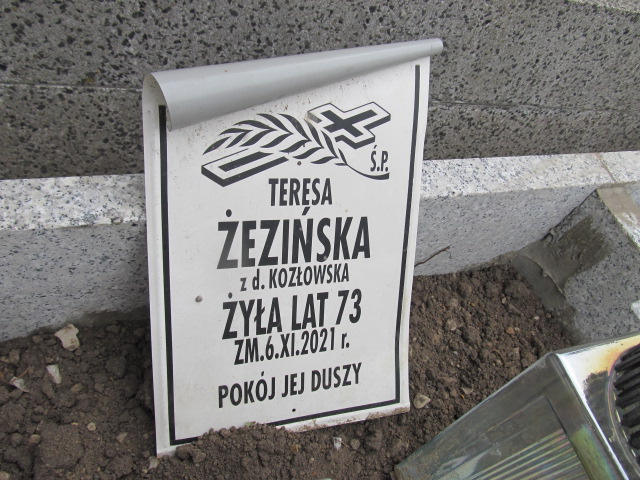 Ś.P.
TERESA
ŻEZIŃSKA
z d. KOZŁOWSKA
ŻYŁA LAT 73
ZM.6.XI.2021 r.
POKÓJ JEJ DUSZY